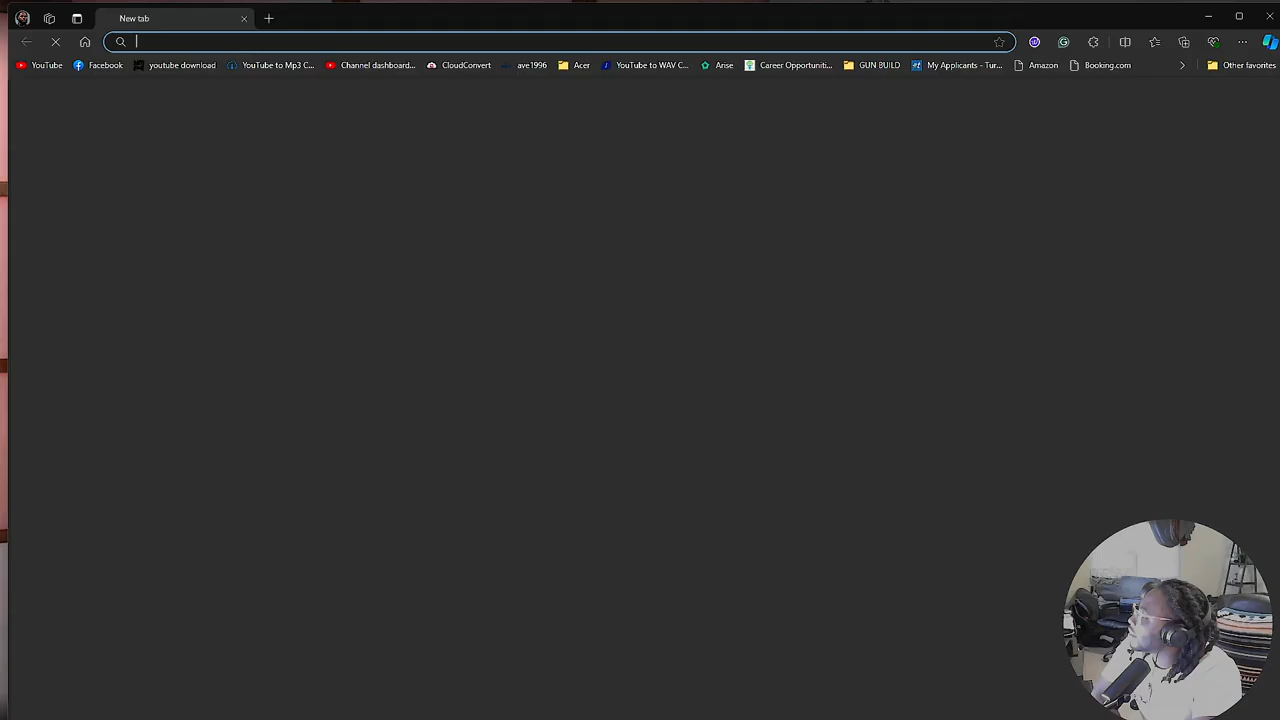 New tab
YouTube Facebook youtube download YouTube to Mp3 C... Channel dashboard... CloudConvert ave1996 Acer YouTube to WAV C... Arise Career Opportuniti... GUN BUILD My Applicants - Tur... Amazon Booking.com Other favorites